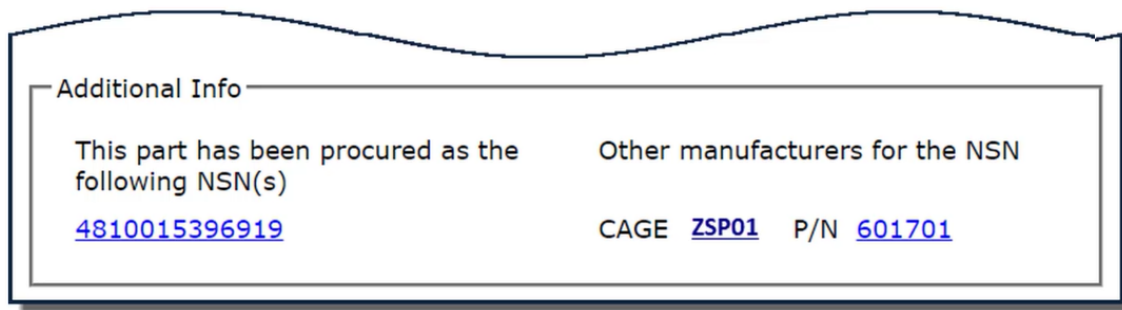 Additional Info
This part has been procured as the
following NSN(s)
4810015396919
Other manufacturers for the NSN
CAGE ZSP01 P/N 601701